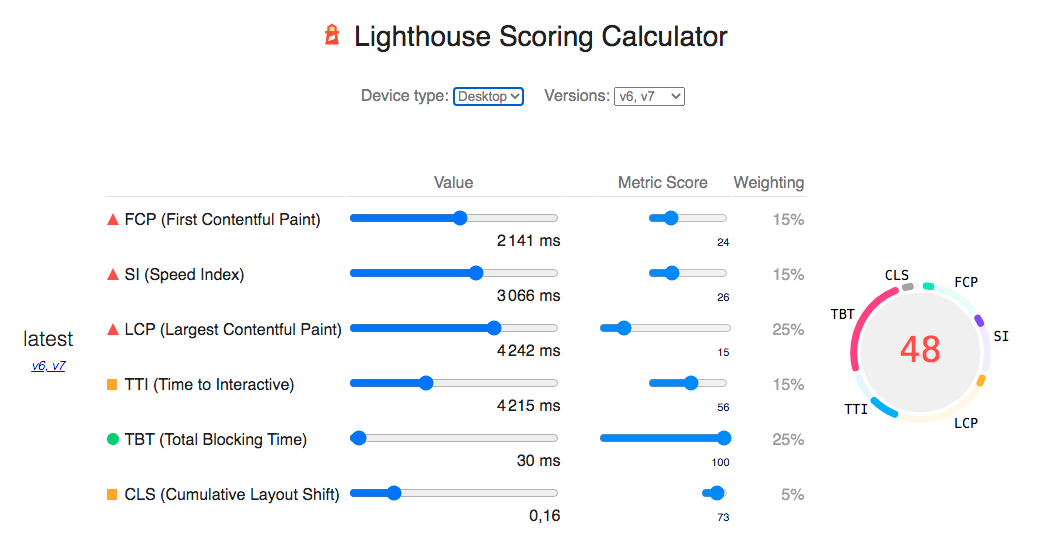 Lighthouse Scoring Calculator
Device type: Desktop Versions: v6, v7
Value Metric Score Weighting
FCP (First Contentful Paint) 15%
2 141 ms 24
SI (Speed Index) 15%
3 066 ms 26
LCP (Largest Contentful Paint) 25%
4 242 ms 15
TTI (Time to Interactive) 15%
4 215 ms 56
TBT (Total Blocking Time) 25%
30 ms 100
CLS (Cumulative Layout Shift) 5%
0,16 73
latest
v6, v7
CLS
FCP
TBT
SI
48
TTI
LCP